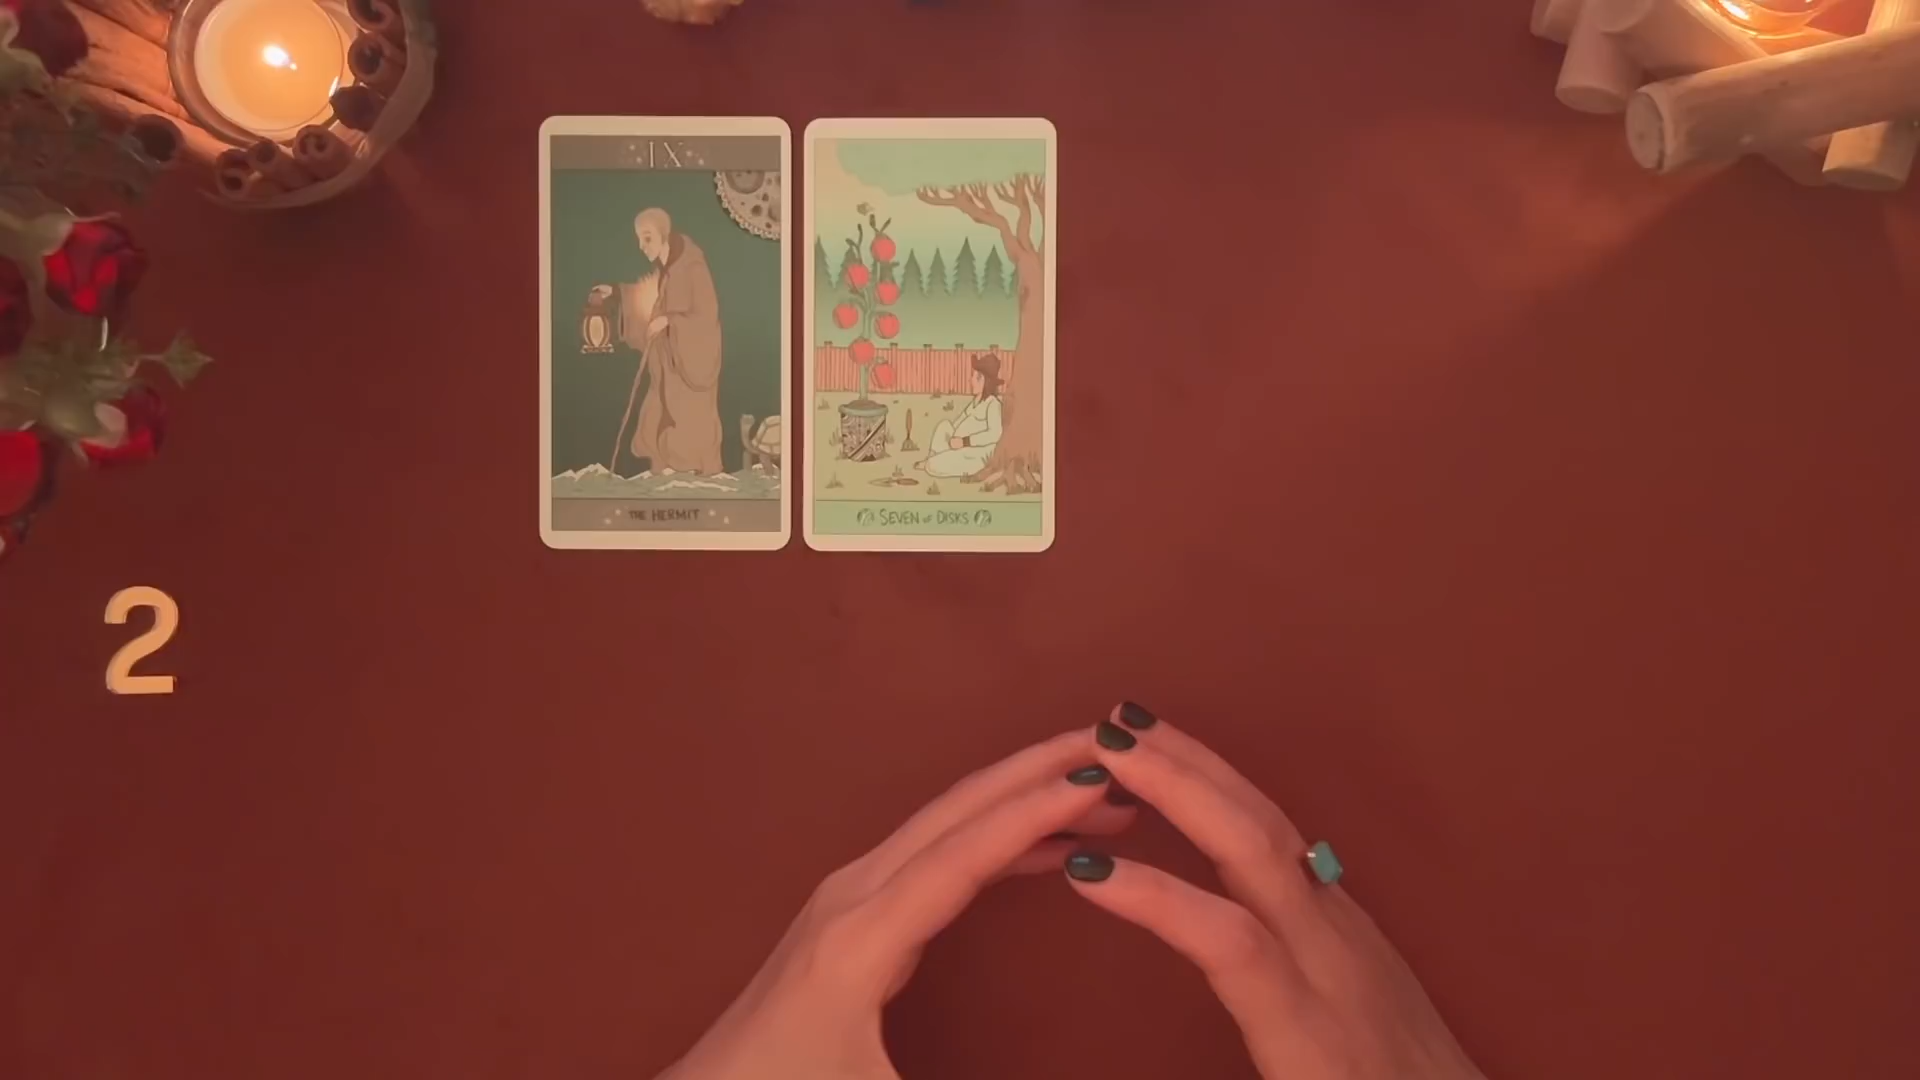 IX
THE HERMIT
SEVEN OF DISKS
2